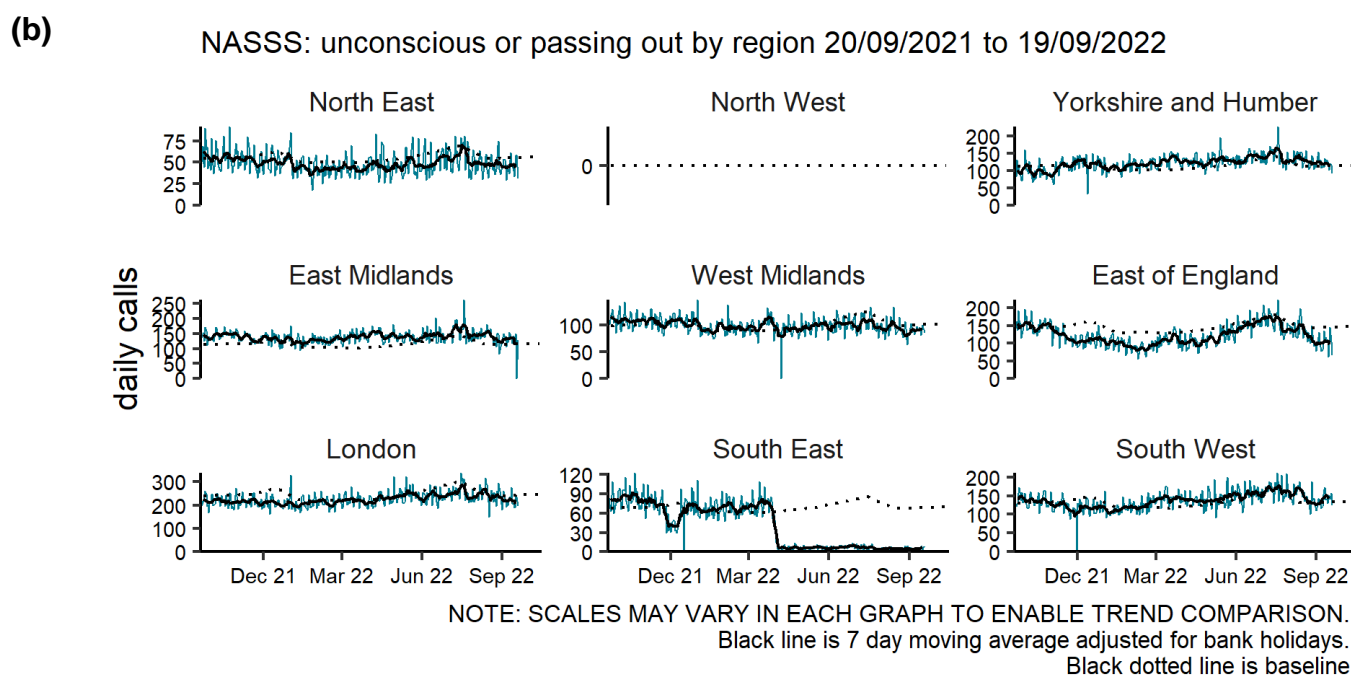 (b)
NASSS: unconscious or passing out by region 20/09/2021 to 19/09/2022
daily calls
North East
75
50
25
0
North West
0
Yorkshire and Humber
200
150
100
50
0
East Midlands
250
200
150
100
50
0
West Midlands
100
50
0
East of England
200
150
100
50
0
London
300
200
100
0
Dec 21 Mar 22 Jun 22 Sep 22
South East
120
90
60
30
0
Dec 21 Mar 22 Jun 22 Sep 22
South West
200
150
100
50
0
Dec 21 Mar 22 Jun 22 Sep 22
NOTE: SCALES MAY VARY IN EACH GRAPH TO ENABLE TREND COMPARISON.
Black line is 7 day moving average adjusted for bank holidays.
Black dotted line is baseline